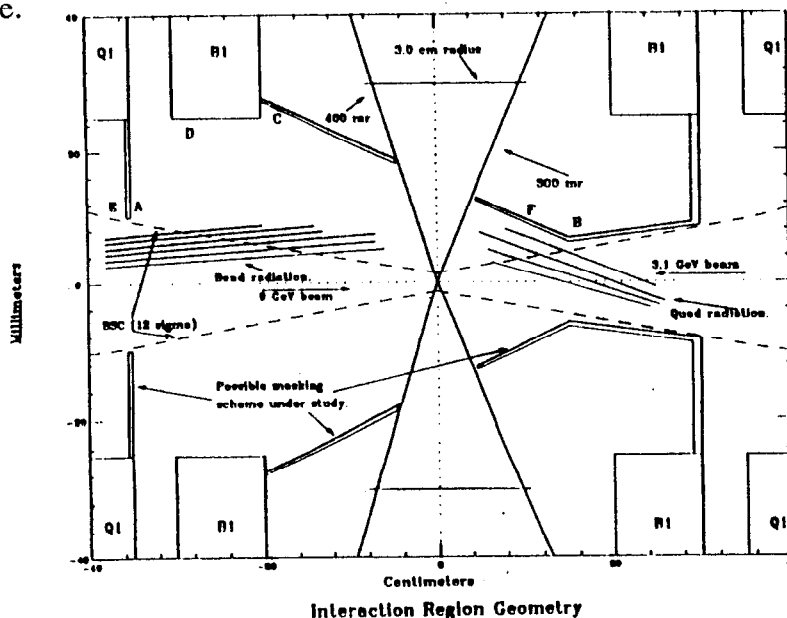 e.
Q1
B1
3.0 cm radius
B1
Q1
400 mr
C
D
300 mr
E A
F
B
Bend radiation.
9 GeV beam
3.1 GeV beam
Quad radiation.
BSC (12 sigma)
Possible masking
scheme under study.
Q1
B1
B1
Q1
0
Centimeters
Millimeters
Interaction Region Geometry